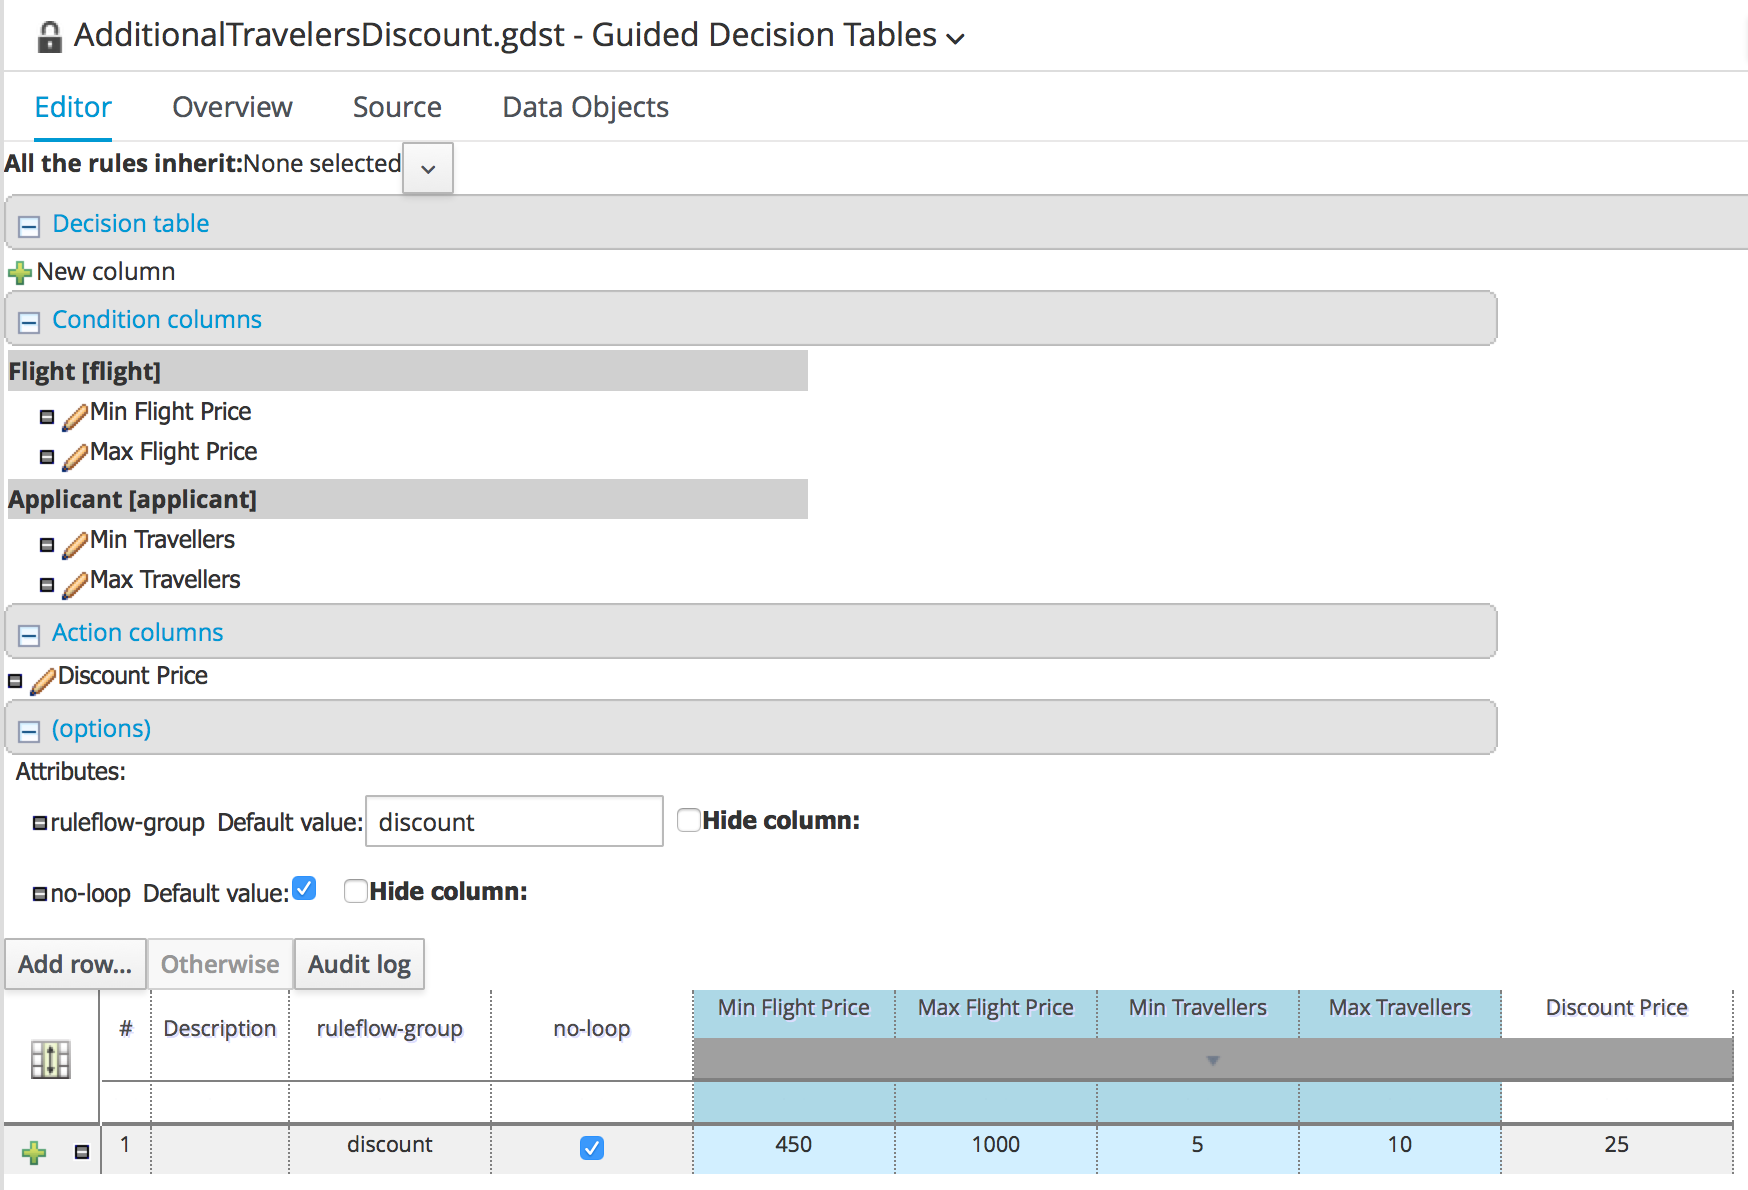 AdditionalTravelersDiscount.gdst - Guided Decision Tables
Editor Overview Source Data Objects
All the rules inherit:None selected
Decision table
New column
Condition columns
Flight [flight]
Min Flight Price
Max Flight Price
Applicant [applicant]
Min Travellers
Max Travellers
Action columns
Discount Price
(options)
Attributes:
ruleflow-group Default value: discount Hide column:
no-loop Default value: Hide column:
Add row... Otherwise Audit log
# Description ruleflow-group no-loop Min Flight Price Max Flight Price Min Travellers Max Travellers Discount Price
1 discount 450 1000 5 10 25